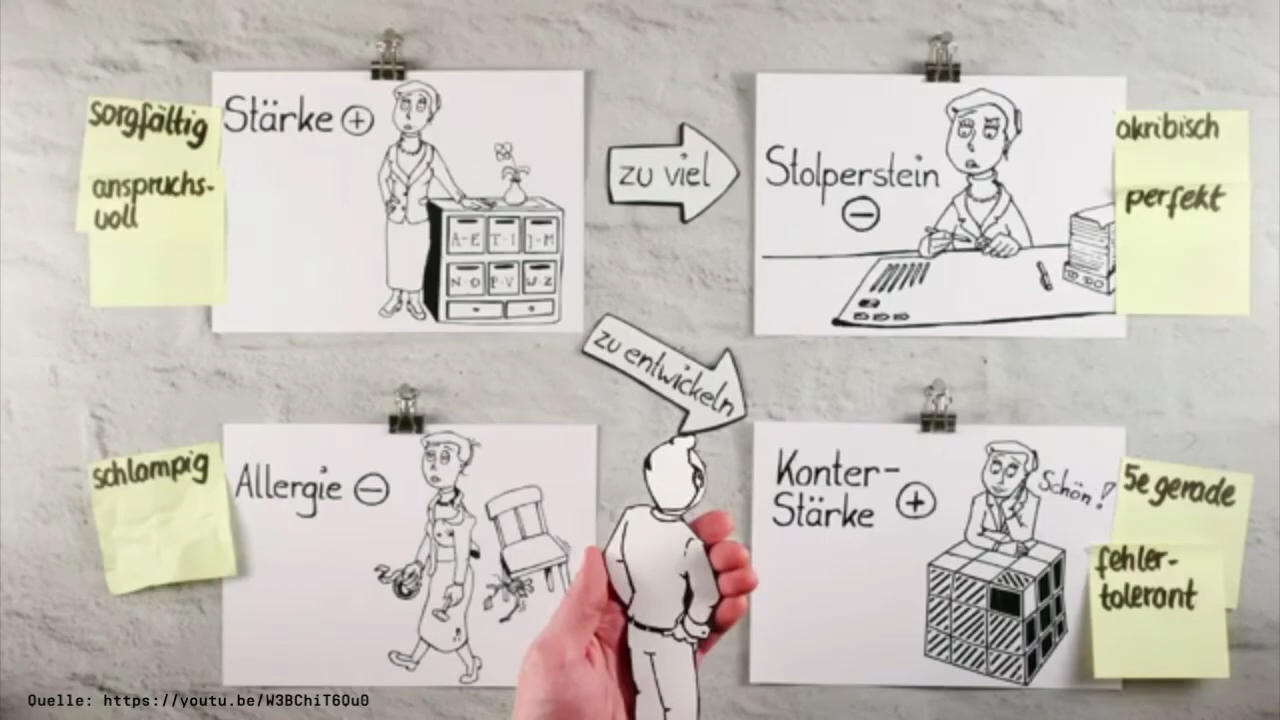 sorgfältig
anspruchs-
voll
Stärke +
A-E
F-I
J-M
N-O
P-V
W-Z
zu viel
Stolperstein
-
akribisch
perfekt
zu entwickeln
schlampig
Allergie -
Konter-
Stärke +
Schön!
5e gerade
fehler-
tolerant
Quelle: https://youtu.be/W3BChiT6Qu0